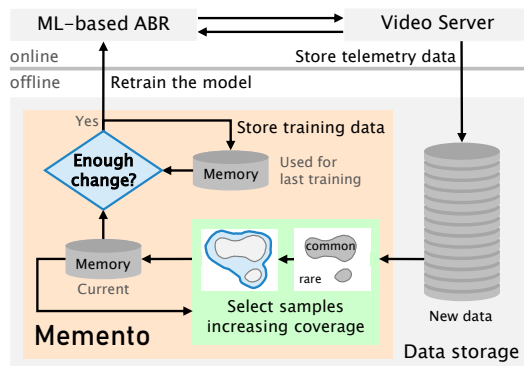 ML-based ABR
Video Server
online
Store telemetry data
offline
Retrain the model
Yes
Store training data
Enough
change?
Memory
Used for
last training
Memory
Current
common
rare
Select samples
increasing coverage
New data
Memento
Data storage